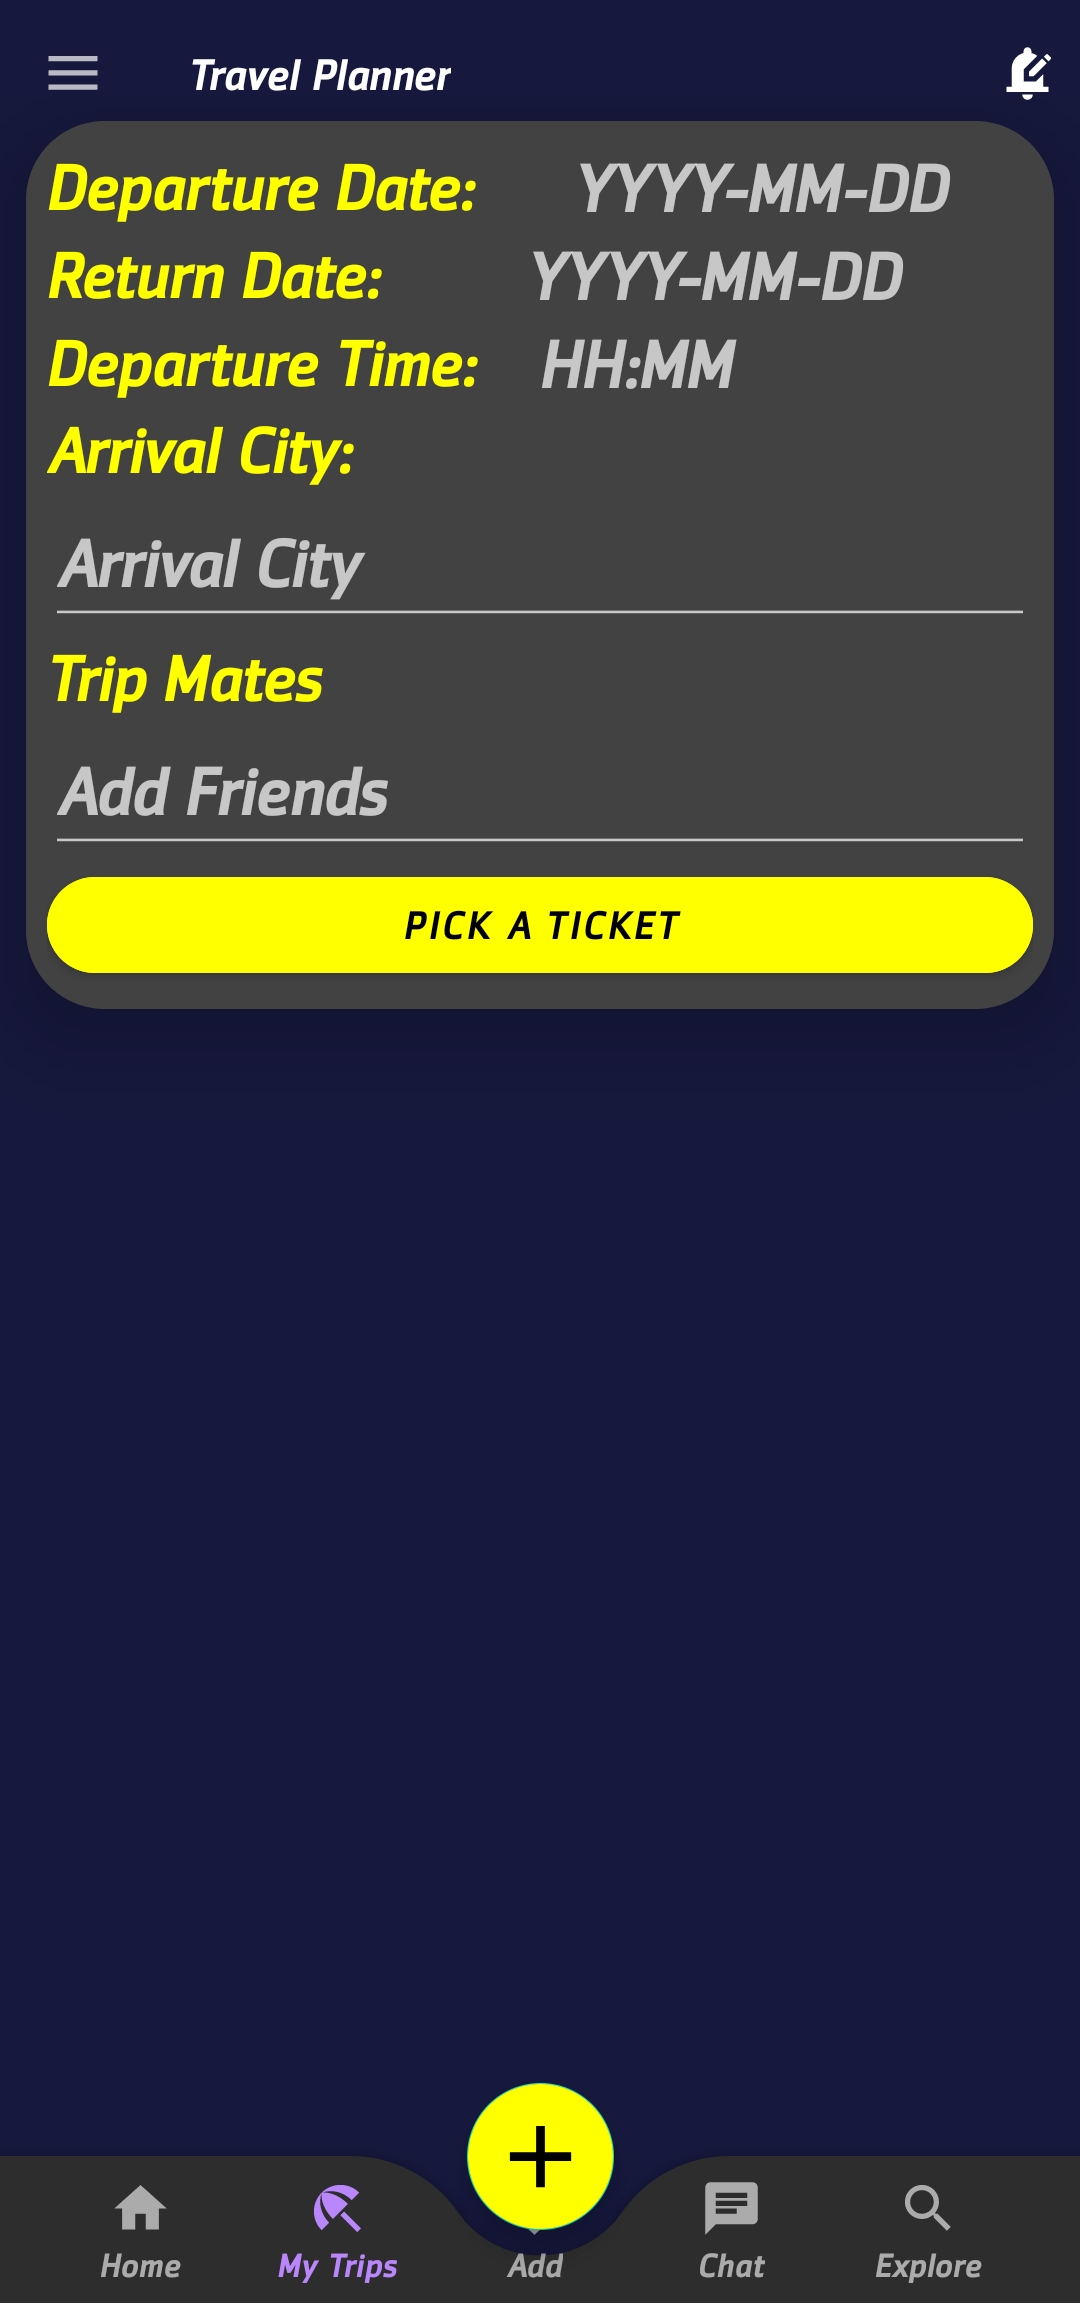 Travel Planner
Departure Date: YYYY-MM-DD
Return Date: YYYY-MM-DD
Departure Time: HH:MM
Arrival City:
Arrival City
Trip Mates
Add Friends
PICK A TICKET
Home My Trips Add Chat Explore